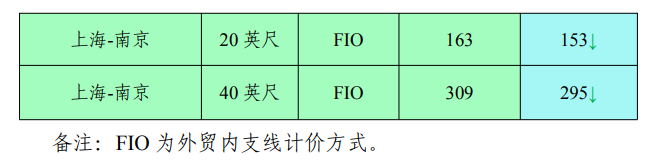 上海-南京 20 英尺 FIO 163 153↓
上海-南京 40 英尺 FIO 309 295↓
备注：FIO 为外贸内支线计价方式。